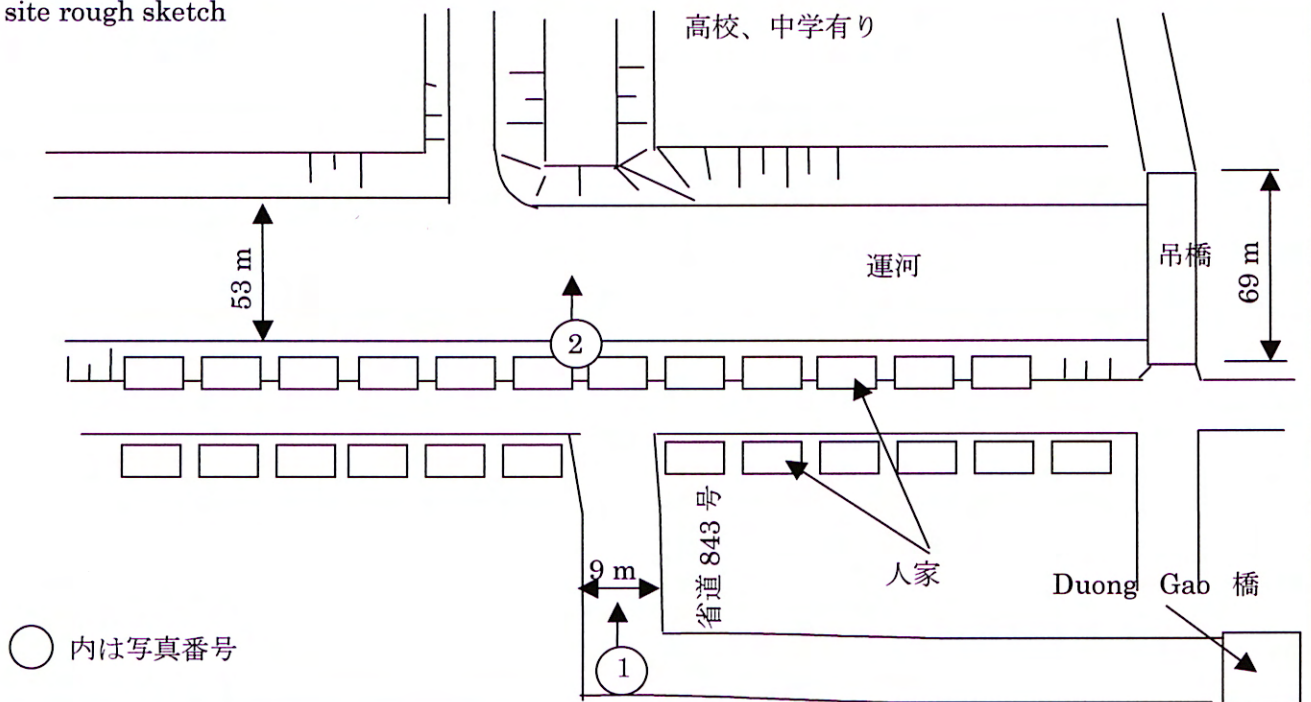 site rough sketch
高校、中学有り
53 m
運河
吊橋
69 m
2
省道 843 号
9 m
人家
Duong Gao 橋
内は写真番号
1